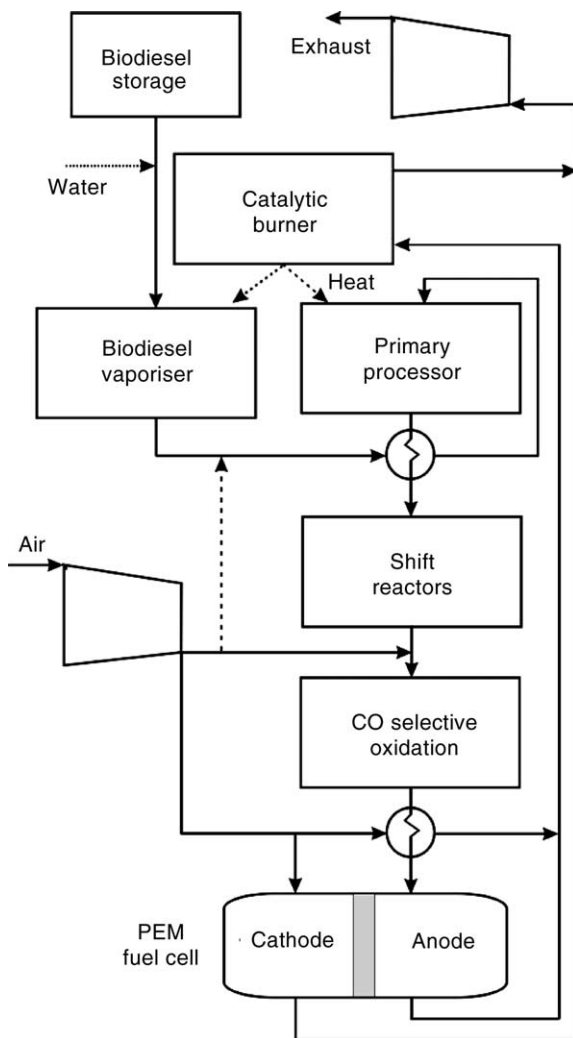 Exhaust
Biodiesel
storage
Water
Catalytic
burner
Heat
Biodiesel
vaporiser
Primary
processor
Air
Shift
reactors
CO selective
oxidation
PEM
fuel cell
Cathode
Anode